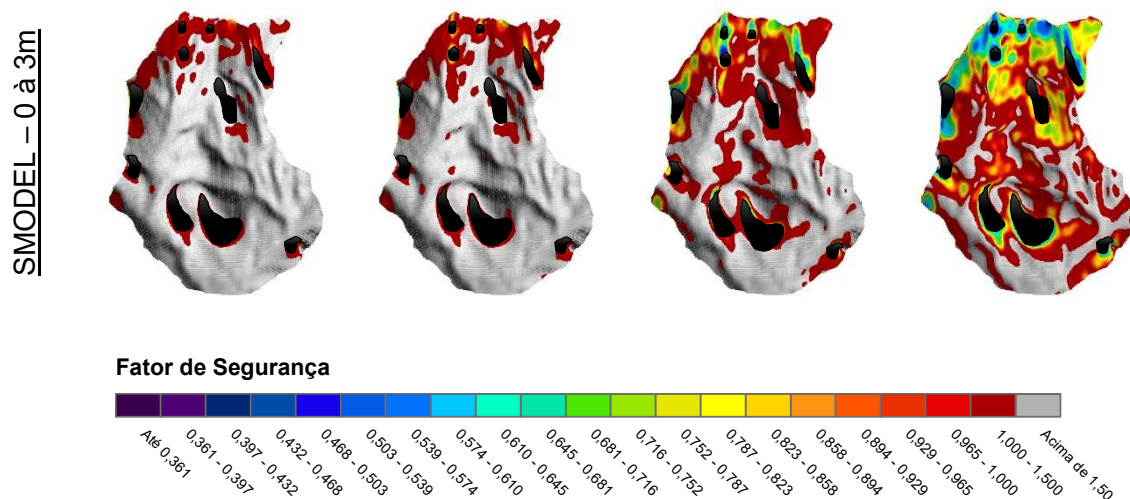 SMODEL – 0 à 3m
Fator de Segurança
Até 0,361
0,361 - 0,397
0,397 - 0,432
0,432 - 0,468
0,468 - 0,503
0,503 - 0,539
0,539 - 0,574
0,574 - 0,610
0,610 - 0,645
0,645 - 0,681
0,681 - 0,716
0,716 - 0,752
0,752 - 0,787
0,787 - 0,823
0,823 - 0,858
0,858 - 0,894
0,894 - 0,929
0,929 - 0,965
0,965 - 1,000
1,000 - 1,500
Acima de 1,50